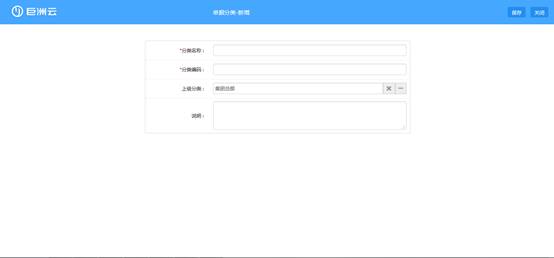 巨洲云
单据分类-新增
保存 关闭
*分类名称：
*分类编码：
上级分类： 集团总部
说明：